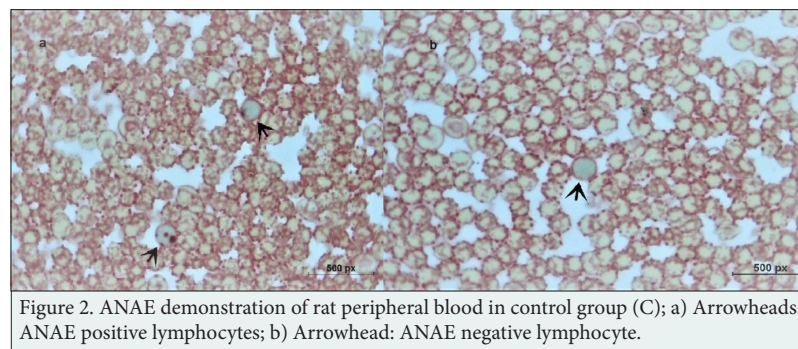 a
b
500 px
500 px
Figure 2. ANAE demonstration of rat peripheral blood in control group (C); a) Arrowheads
ANAE positive lymphocytes; b) Arrowhead: ANAE negative lymphocyte.